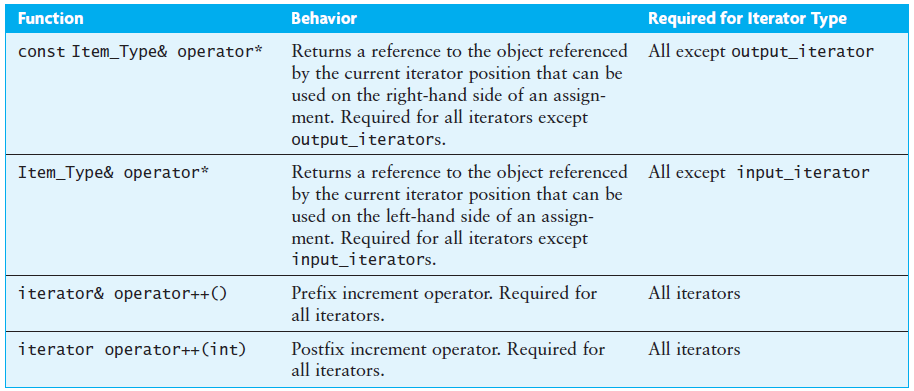 Function Behavior Required for Iterator Type
const Item_Type& operator* Returns a reference to the object referenced All except output_iterator
by the current iterator position that can be
used on the right-hand side of an assign-
ment. Required for all iterators except
output_iterators.
Item_Type& operator* Returns a reference to the object referenced All except input_iterator
by the current iterator position that can be
used on the left-hand side of an assign-
ment. Required for all iterators except
input_iterators.
iterator& operator++() Prefix increment operator. Required for All iterators
all iterators.
iterator operator++(int) Postfix increment operator. Required for All iterators
all iterators.